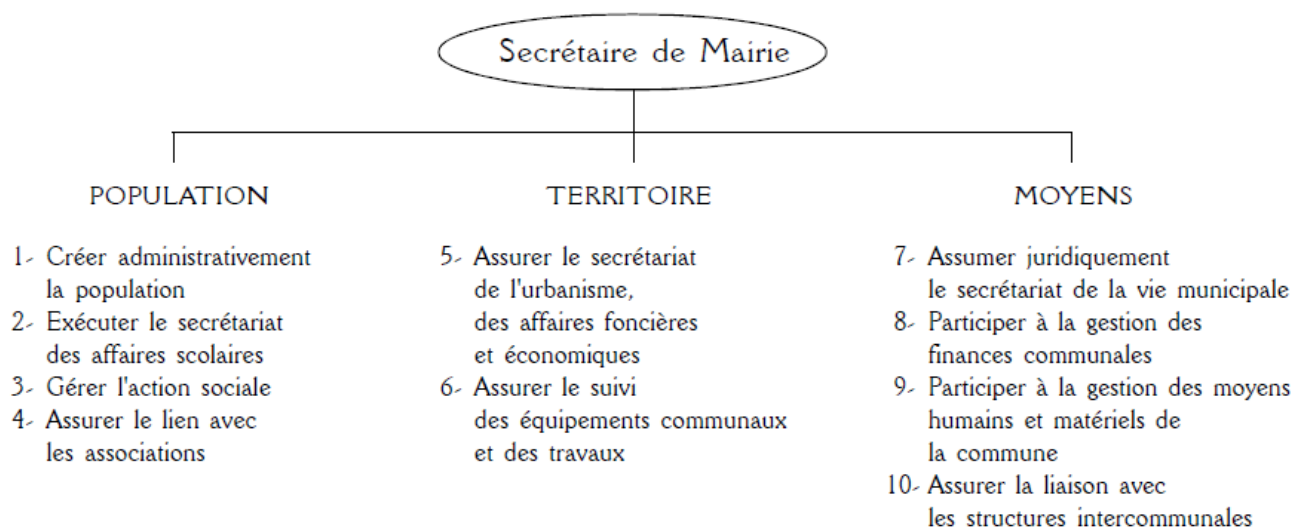 Secrétaire de Mairie
POPULATION
1- Créer administrativement
la population
2- Exécuter le secrétariat
des affaires scolaires
3- Gérer l'action sociale
4- Assurer le lien avec
les associations
TERRITOIRE
5- Assurer le secrétariat
de l'urbanisme,
des affaires foncières
et économiques
6- Assurer le suivi
des équipements communaux
et des travaux
MOYENS
7- Assumer juridiquement
le secrétariat de la vie municipale
8- Participer à la gestion des
finances communales
9- Participer à la gestion des moyens
humains et matériels de
la commune
10- Assurer la liaison avec
les structures intercommunales